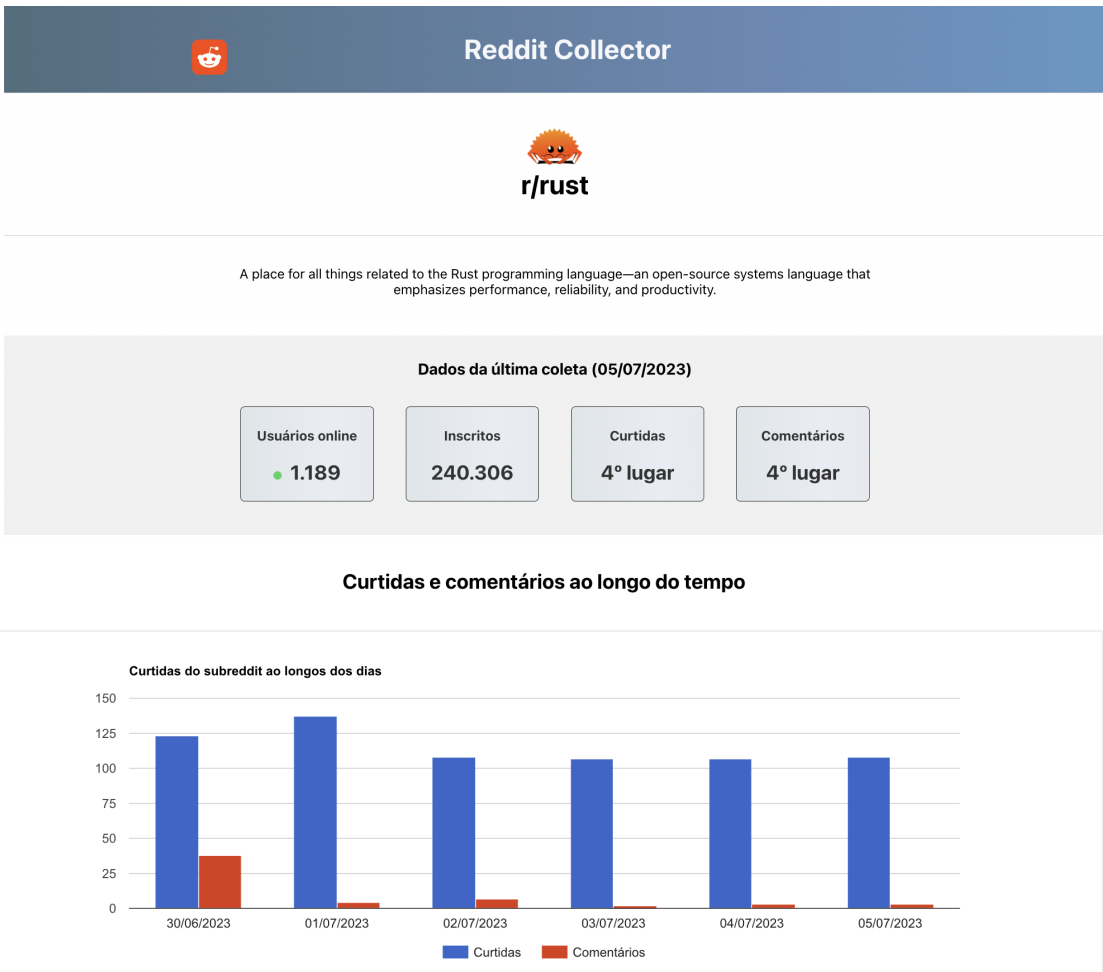 Reddit Collector
r/rust
A place for all things related to the Rust programming language—an open-source systems language that
emphasizes performance, reliability, and productivity.
Dados da última coleta (05/07/2023)
Usuários online
1.189
Inscritos
240.306
Curtidas
4° lugar
Comentários
4° lugar
Curtidas e comentários ao longo do tempo
Curtidas do subreddit ao longos dos dias
150
125
100
75
50
25
0
30/06/2023
01/07/2023
02/07/2023
03/07/2023
04/07/2023
05/07/2023
Curtidas
Comentários